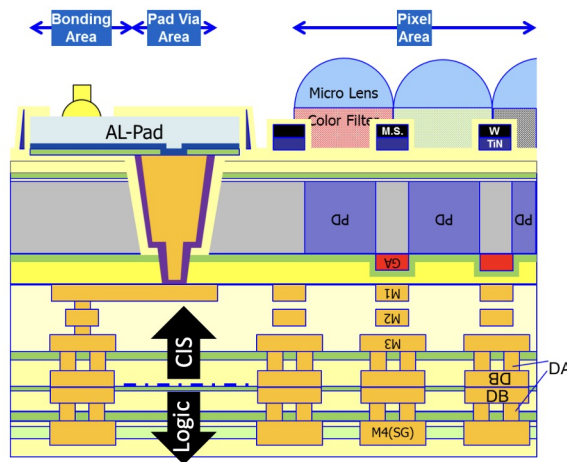 Bonding
Area
Pad Via
Area
Pixel
Area
Micro Lens
Color Filter
AL-Pad
M.S.
W
TiN
PD
PD
PD
GA
M1
M2
M3
CIS
Logic
DB
DB
DA
M4(SG)